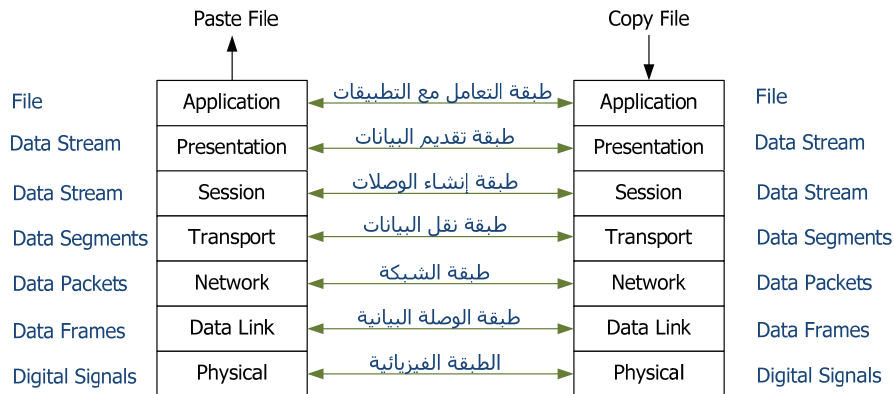 Paste File
Copy File
File
Application
طبقة التعامل مع التطبيقات
Application
File
Data Stream
Presentation
طبقة تقديم البيانات
Presentation
Data Stream
Data Stream
Session
طبقة إنشاء الوصلات
Session
Data Stream
Data Segments
Transport
طبقة نقل البيانات
Transport
Data Segments
Data Packets
Network
طبقة الشبكة
Network
Data Packets
Data Frames
Data Link
طبقة الوصلة البيانية
Data Link
Data Frames
Digital Signals
Physical
الطبقة الفيزيائية
Physical
Digital Signals